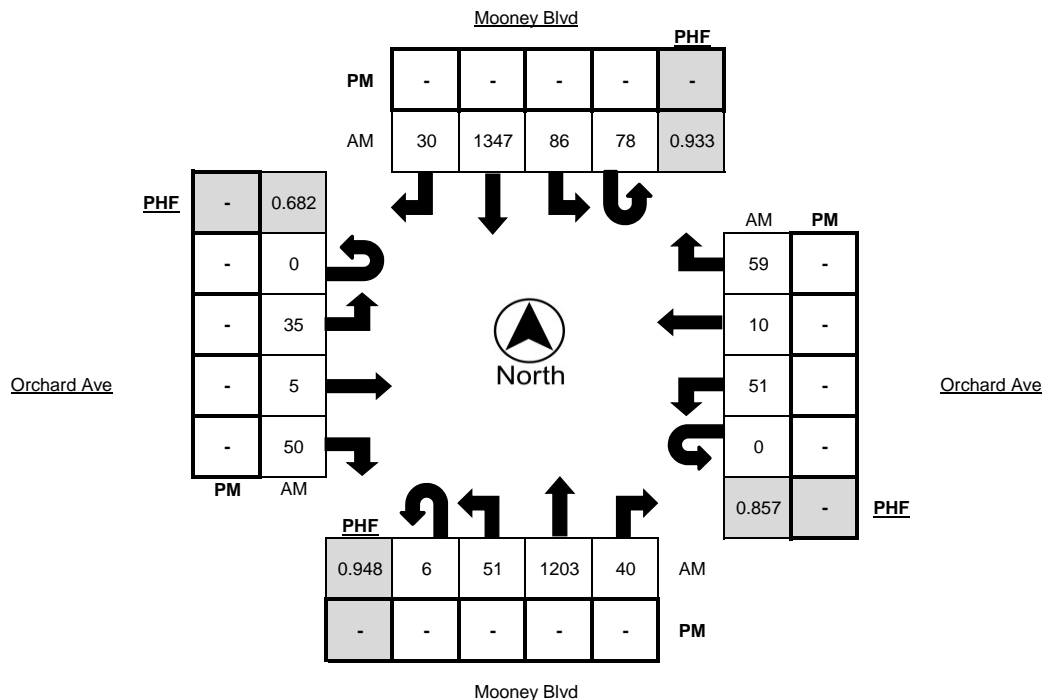 Mooney Blvd
PHF
PM - - - - -
AM 30 1347 86 78 0.933
PHF - 0.682
- 0
- 35
- 5
- 50
PM AM
Orchard Ave
North
AM PM
59 -
10 -
51 -
0 -
0.857 - PHF
Orchard Ave
PHF
0.948 6 51 1203 40 AM
- - - - - PM
Mooney Blvd